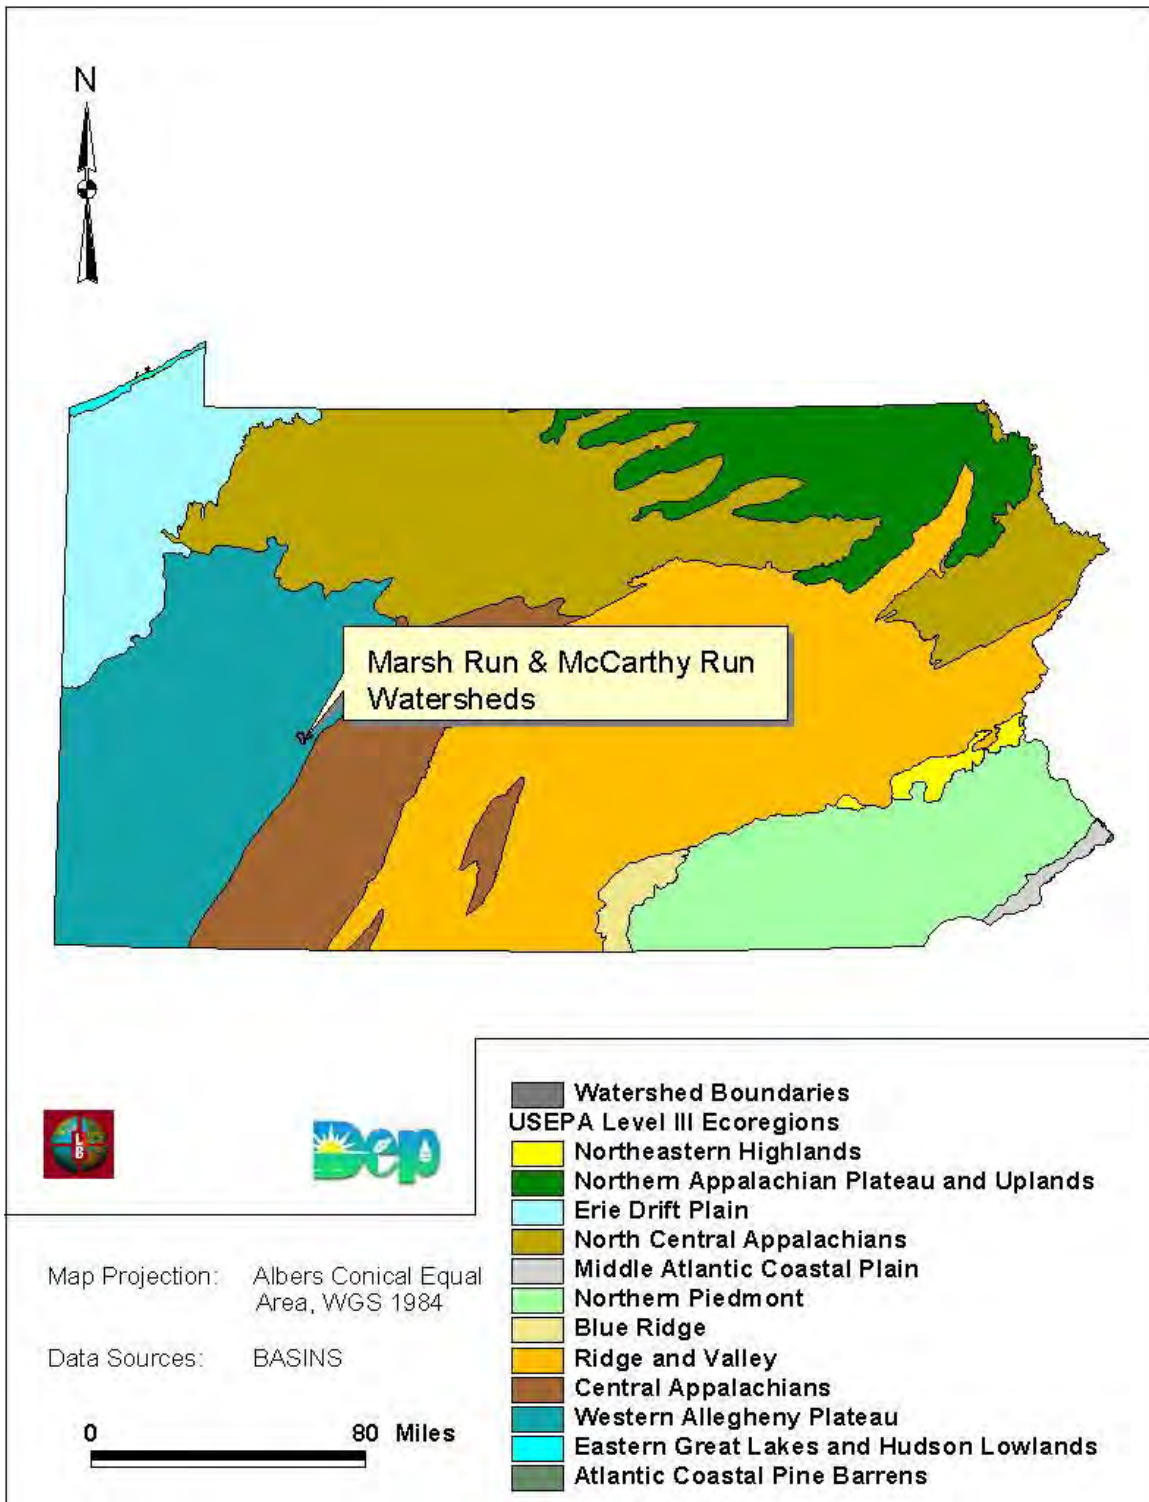 N
Marsh Run & McCarthy Run
Watersheds
L
B
Dep
Watershed Boundaries
USEPA Level III Ecoregions
Northeastern Highlands
Northern Appalachian Plateau and Uplands
Erie Drift Plain
North Central Appalachians
Middle Atlantic Coastal Plain
Northern Piedmont
Blue Ridge
Ridge and Valley
Central Appalachians
Western Allegheny Plateau
Eastern Great Lakes and Hudson Lowlands
Atlantic Coastal Pine Barrens
Map Projection: Albers Conical Equal
Area, WGS 1984
Data Sources: BASINS
0 80 Miles